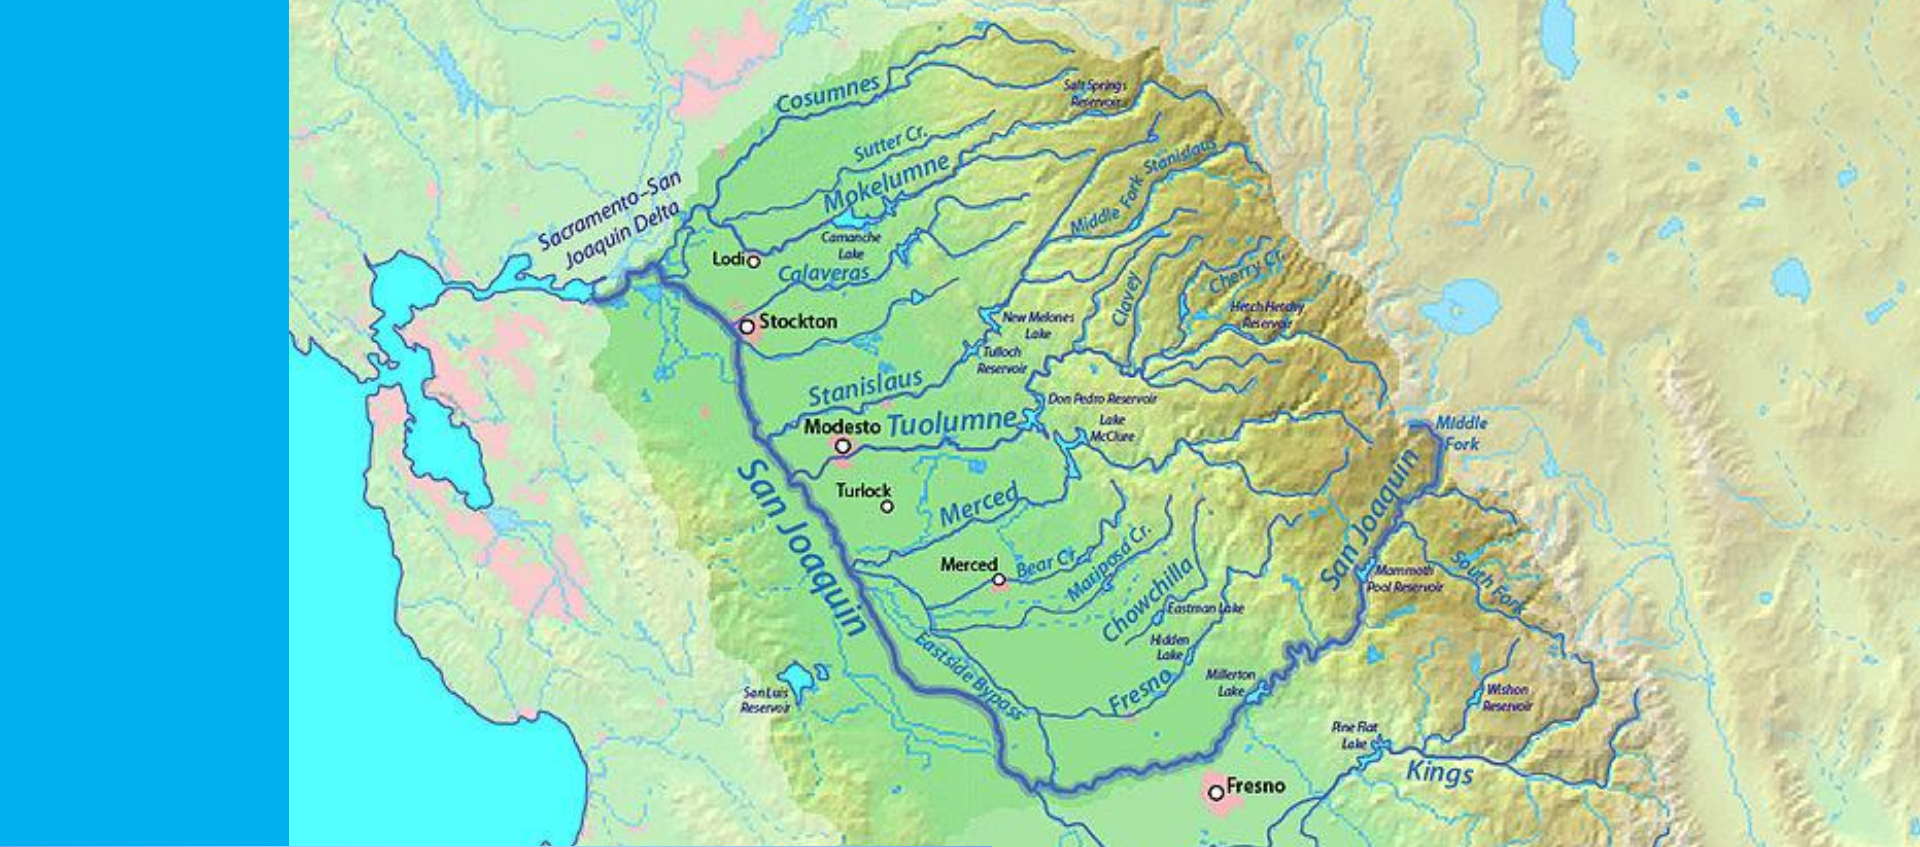 Cosumnes
Salt Springs
Reservoir
Sutter Cr.
Mokelumne
Middle Fork Stanislaus
Sacramento–San
Joaquin Delta
Camanche
Lake
Lodi
Calaveras
Cherry Cr.
Clavey
Hetch Hetchy
Reservoir
Stockton
New Melones
Lake
Tulloch
Reservoir
Stanislaus
Don Pedro Reservoir
Modesto
Tuolumne
Lake
McClure
Middle
Fork
Turlock
Merced
San Joaquin
San Joaquin
Merced
Bear Cr.
Mariposa Cr.
Chowchilla
Mammoth
Pool Reservoir
South Fork
Eastman Lake
Hidden
Lake
Eastside Bypass
Fresno
Millerton
Lake
San Luis
Reservoir
Wishon
Reservoir
Pine Flat
Lake
Kings
Fresno